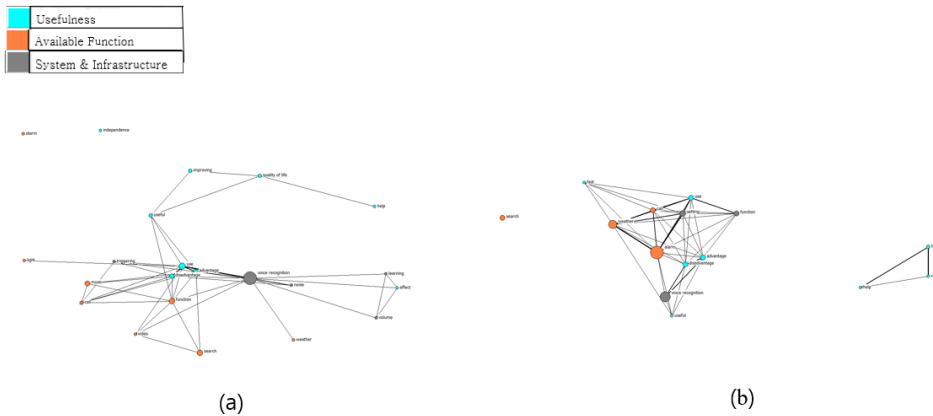 Usefulness
Available Function
System & Infrastructure
alarm
independence
improving
quality of life
help
useful
light
triggering
use
advantage
disadvantage
voice recognition
noise
learning
effect
music
call
function
volume
video
search
weather
(a)
fast
use
setting
function
search
weather
alarm
advantage
disadvantage
voice recognition
useful
help
(b)